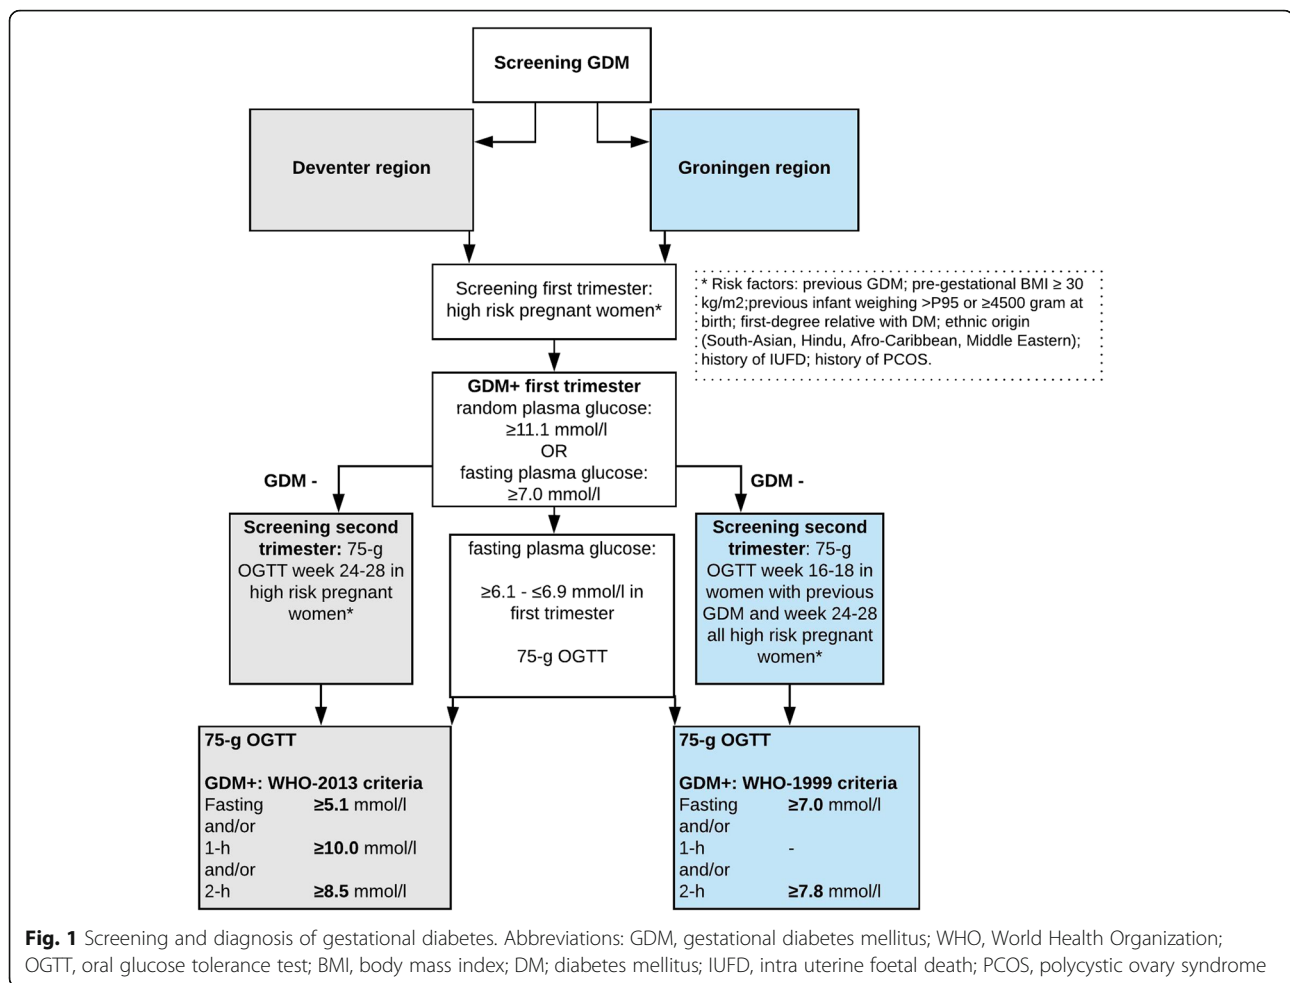 Screening GDM
Deventer region
Groningen region
Screening first trimester:
high risk pregnant women*
* Risk factors: previous GDM; pre-gestational BMI ≥ 30
kg/m2;previous infant weighing >P95 or ≥4500 gram at
birth; first-degree relative with DM; ethnic origin
(South-Asian, Hindu, Afro-Caribbean, Middle Eastern);
history of IUFD; history of PCOS.
GDM+ first trimester
random plasma glucose:
≥11.1 mmol/l
OR
fasting plasma glucose:
≥7.0 mmol/l
GDM -
GDM -
Screening second
trimester: 75-g
OGTT week 24-28 in
high risk pregnant
women*
fasting plasma glucose:
≥6.1 - ≤6.9 mmol/l in
first trimester
75-g OGTT
Screening second
trimester: 75-g
OGTT week 16-18 in
women with previous
GDM and week 24-28
all high risk pregnant
women*
75-g OGTT
GDM+: WHO-2013 criteria
Fasting ≥5.1 mmol/l
and/or
1-h ≥10.0 mmol/l
and/or
2-h ≥8.5 mmol/l
75-g OGTT
GDM+: WHO-1999 criteria
Fasting ≥7.0 mmol/l
and/or
1-h -
and/or
2-h ≥7.8 mmol/l
Fig. 1 Screening and diagnosis of gestational diabetes. Abbreviations: GDM, gestational diabetes mellitus; WHO, World Health Organization;
OGTT, oral glucose tolerance test; BMI, body mass index; DM; diabetes mellitus; IUFD, intra uterine foetal death; PCOS, polycystic ovary syndrome